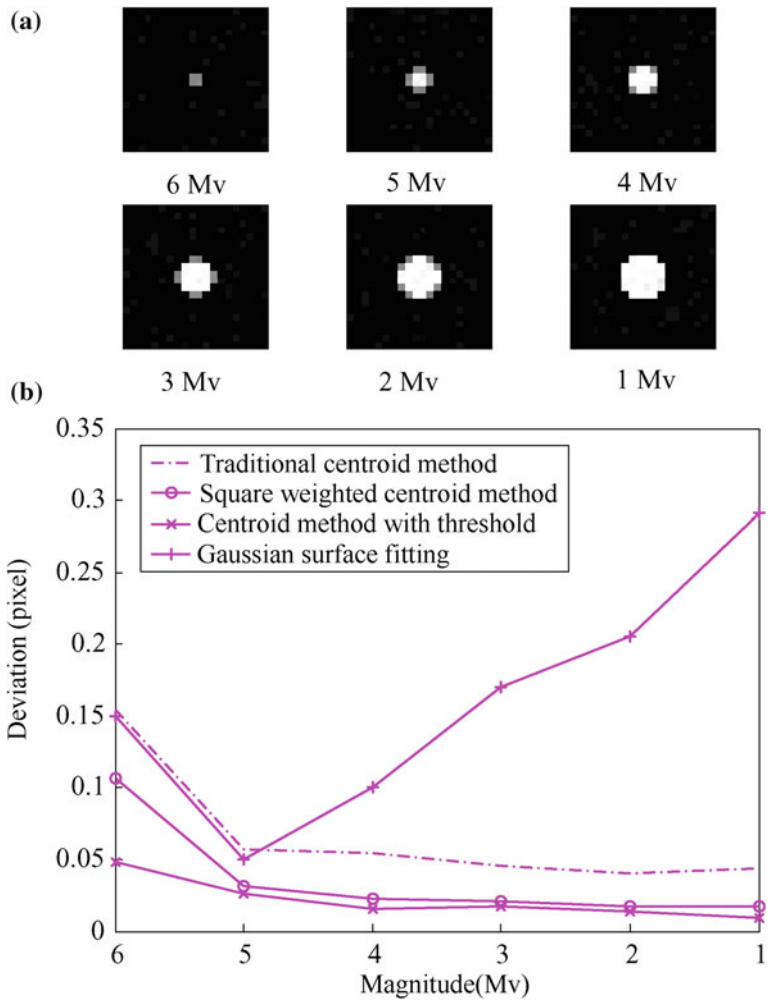 (a)
6 Mv 5 Mv 4 Mv
3 Mv 2 Mv 1 Mv
(b)
0.35
0.3
0.25
0.2
0.15
0.1
0.05
0
Deviation (pixel)
Traditional centroid method
Square weighted centroid method
Centroid method with threshold
Gaussian surface fitting
6 5 4 3 2 1
Magnitude(Mv)